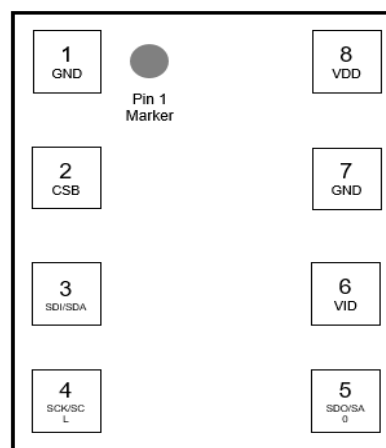 1
GND
Pin 1
Marker
8
VDD
2
CSB
7
GND
3
SDI/SDA
6
VID
4
SCK/SC
L
5
SDO/SA
0